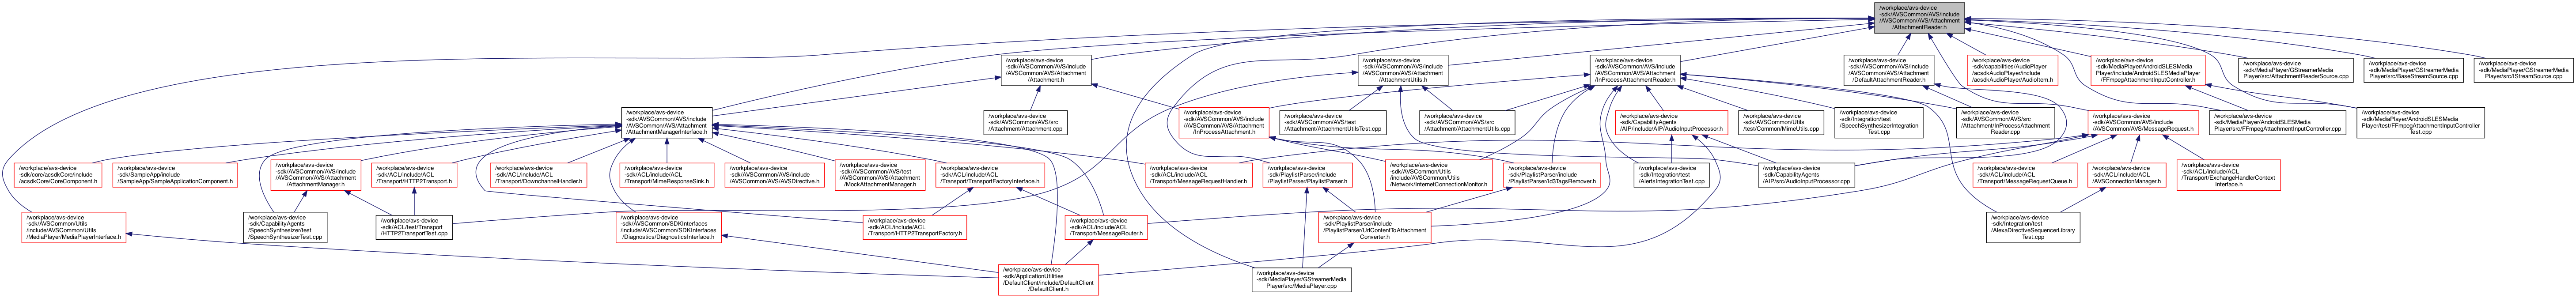 /workplace/avs-device
-sdk/AVSCommon/AVS/include
/AVSCommon/AVS/Attachment
/AttachmentReader.h
/workplace/avs-device
-sdk/AVSCommon/AVS/include
/AVSCommon/AVS/Attachment
/Attachment.h
/workplace/avs-device
-sdk/AVSCommon/AVS/include
/AVSCommon/AVS/Attachment
/AttachmentUtils.h
/workplace/avs-device
-sdk/AVSCommon/AVS/include
/AVSCommon/AVS/Attachment
/InProcessAttachmentReader.h
/workplace/avs-device
-sdk/AVSCommon/AVS/include
/AVSCommon/AVS/Attachment
/DefaultAttachmentReader.h
/workplace/avs-device
-sdk/capabilities/AudioPlayer
/acsdkAudioPlayer/include
/acsdkAudioPlayer/AudioItem.h
/workplace/avs-device
-sdk/MediaPlayer/AndroidSLESMedia
Player/include/AndroidSLESMediaPlayer
/FFmpegAttachmentInputController.h
/workplace/avs-device
-sdk/MediaPlayer/GStreamerMedia
Player/src/AttachmentReaderSource.cpp
/workplace/avs-device
-sdk/MediaPlayer/GStreamerMedia
Player/src/BaseStreamSource.cpp
/workplace/avs-device
-sdk/MediaPlayer/GStreamerMedia
Player/src/IStreamSource.cpp
/workplace/avs-device
-sdk/AVSCommon/AVS/include
/AVSCommon/AVS/Attachment
/AttachmentManagerInterface.h
/workplace/avs-device
-sdk/AVSCommon/AVS/src
/Attachment/Attachment.cpp
/workplace/avs-device
-sdk/AVSCommon/AVS/include
/AVSCommon/AVS/Attachment
/InProcessAttachment.h
/workplace/avs-device
-sdk/AVSCommon/AVS/test
/Attachment/AttachmentUtilsTest.cpp
/workplace/avs-device
-sdk/AVSCommon/AVS/src
/Attachment/AttachmentUtils.cpp
/workplace/avs-device
-sdk/CapabilityAgents
/AIP/include/AIP/AudioInputProcessor.h
/workplace/avs-device
-sdk/AVSCommon/Utils
/test/Common/MimeUtils.cpp
/workplace/avs-device
-sdk/Integration/test
/SpeechSynthesizerIntegration
Test.cpp
/workplace/avs-device
-sdk/AVSCommon/AVS/src
/Attachment/InProcessAttachment
Reader.cpp
/workplace/avs-device
-sdk/AVSCommon/AVS/include
/AVSCommon/AVS/MessageRequest.h
/workplace/avs-device
-sdk/MediaPlayer/AndroidSLESMedia
Player/src/FFmpegAttachmentInputController.cpp
/workplace/avs-device
-sdk/MediaPlayer/AndroidSLESMedia
Player/test/FFmpegAttachmentInputController
Test.cpp
/workplace/avs-device
-sdk/core/acsdkCore/include
/acsdkCore/CoreComponent.h
/workplace/avs-device
-sdk/SampleApp/include
/SampleApp/SampleApplicationComponent.h
/workplace/avs-device
-sdk/AVSCommon/AVS/include
/AVSCommon/AVS/Attachment
/AttachmentManager.h
/workplace/avs-device
-sdk/ACL/include/ACL
/Transport/HTTP2Transport.h
/workplace/avs-device
-sdk/ACL/include/ACL
/Transport/DownchannelHandler.h
/workplace/avs-device
-sdk/ACL/include/ACL
/Transport/MimeResponseSink.h
/workplace/avs-device
-sdk/AVSCommon/AVS/include
/AVSCommon/AVS/AVSDirective.h
/workplace/avs-device
-sdk/AVSCommon/AVS/test
/AVSCommon/AVS/Attachment
/MockAttachmentManager.h
/workplace/avs-device
-sdk/ACL/include/ACL
/Transport/TransportFactoryInterface.h
/workplace/avs-device
-sdk/ACL/include/ACL
/Transport/MessageRequestHandler.h
/workplace/avs-device
-sdk/PlaylistParser/include
/PlaylistParser/PlaylistParser.h
/workplace/avs-device
-sdk/AVSCommon/Utils
/include/AVSCommon/Utils
/Network/InternetConnectionMonitor.h
/workplace/avs-device
-sdk/PlaylistParser/include
/PlaylistParser/Id3TagsRemover.h
/workplace/avs-device
-sdk/Integration/test
/AlertsIntegrationTest.cpp
/workplace/avs-device
-sdk/CapabilityAgents
/AIP/src/AudioInputProcessor.cpp
/workplace/avs-device
-sdk/ACL/include/ACL
/Transport/MessageRequestQueue.h
/workplace/avs-device
-sdk/ACL/include/ACL
/AVSConnectionManager.h
/workplace/avs-device
-sdk/ACL/include/ACL
/Transport/ExchangeHandlerContext
Interface.h
/workplace/avs-device
-sdk/AVSCommon/Utils
/include/AVSCommon/Utils
/MediaPlayer/MediaPlayerInterface.h
/workplace/avs-device
-sdk/CapabilityAgents
/SpeechSynthesizer/test
/SpeechSynthesizerTest.cpp
/workplace/avs-device
-sdk/ACL/test/Transport
/HTTP2TransportTest.cpp
/workplace/avs-device
-sdk/AVSCommon/SDKInterfaces
/include/AVSCommon/SDKInterfaces
/Diagnostics/DiagnosticsInterface.h
/workplace/avs-device
-sdk/ACL/include/ACL
/Transport/HTTP2TransportFactory.h
/workplace/avs-device
-sdk/ACL/include/ACL
/Transport/MessageRouter.h
/workplace/avs-device
-sdk/PlaylistParser/include
/PlaylistParser/UrlContentToAttachment
Converter.h
/workplace/avs-device
-sdk/Integration/test
/AlexaDirectiveSequencerLibrary
Test.cpp
/workplace/avs-device
-sdk/ApplicationUtilities
/DefaultClient/include/DefaultClient
/DefaultClient.h
/workplace/avs-device
-sdk/MediaPlayer/GStreamerMedia
Player/src/MediaPlayer.cpp